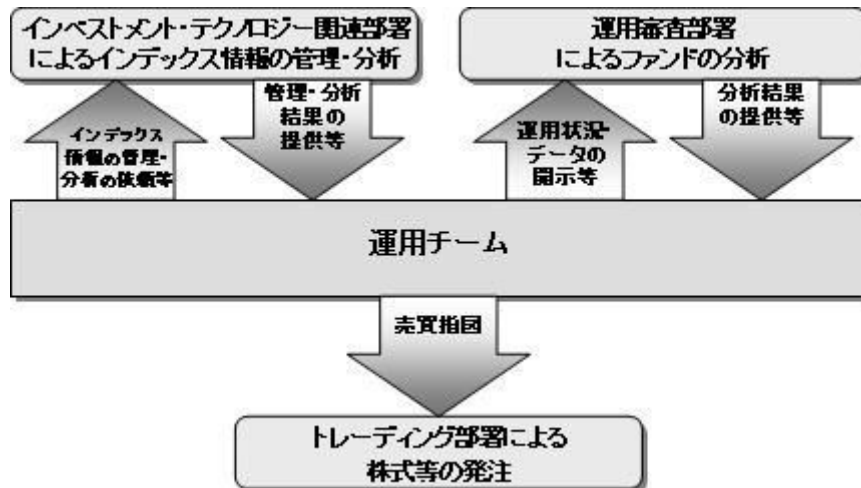 インベストメント・テクノロジー関連部署
によるインデックス情報の管理・分析
運用審査部署
によるファンドの分析
インデックス
情報の管理・
分析の依頼等
管理・分析
結果の
提供等
運用状況・
データの
開示等
分析結果
の提供等
運用チーム
売買指図
トレーディング部署による
株式等の発注